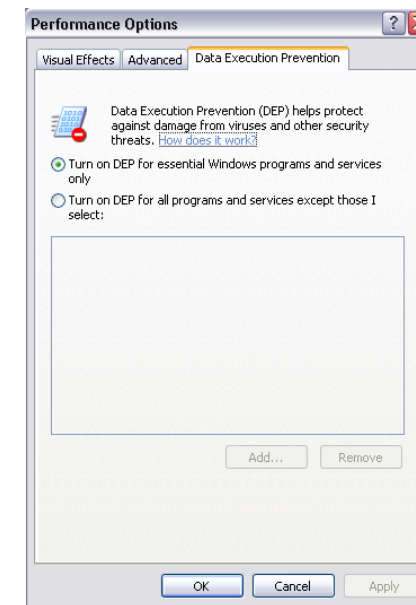 Performance Options
?
Visual Effects Advanced Data Execution Prevention
Data Execution Prevention (DEP) helps protect
against damage from viruses and other security
threats. How does it work?
Turn on DEP for essential Windows programs and services
only
Turn on DEP for all programs and services except those I
select:
Add... Remove
OK Cancel Apply